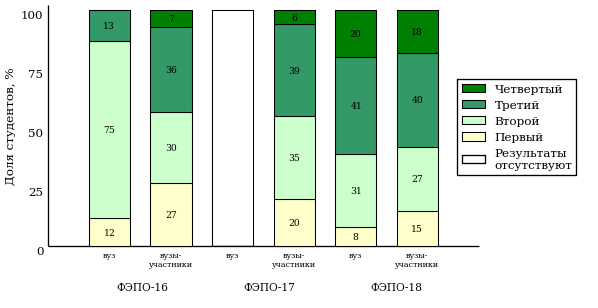 100
75
50
25
0
Доля студентов, %
13
75
12
7
36
30
27
6
39
35
20
20
41
31
8
18
40
27
15
вуз
вузы-
участники
вуз
вузы-
участники
вуз
вузы-
участники
ФЭПО-16
ФЭПО-17
ФЭПО-18
Четвертый
Третий
Второй
Первый
Результаты
отсутствуют